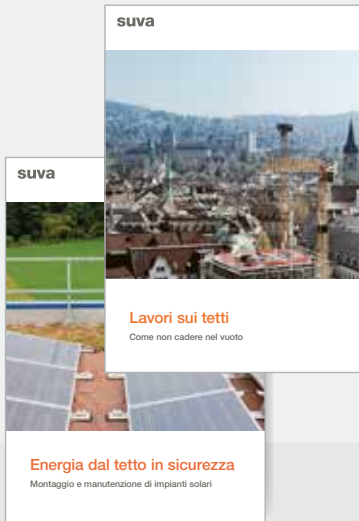 suva
Lavori sui tetti
Come non cadere nel vuoto
suva
Energia dal tetto in sicurezza
Montaggio e manutenzione di impianti solari